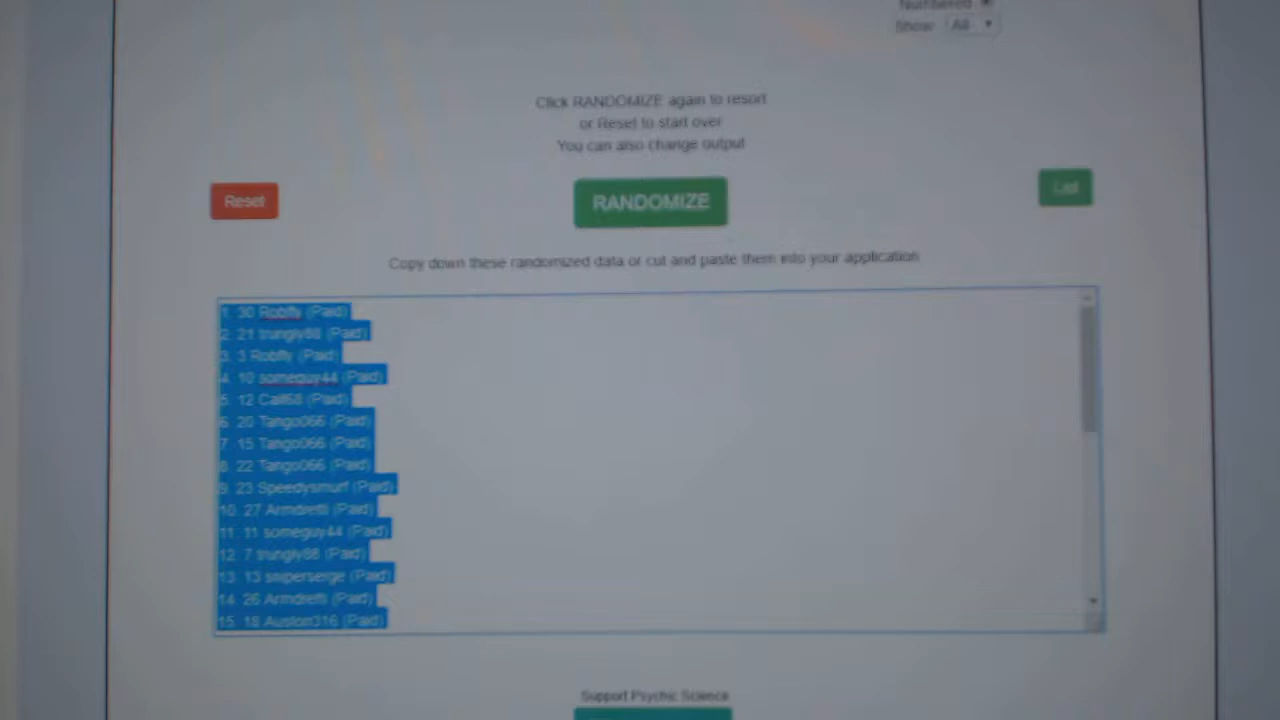 Numbered
Show All
Click RANDOMIZE again to resort
or Reset to start over
You can also change output
Reset
RANDOMIZE
Copy down these randomized data or cut and paste them into your application
1. 30 Robfly (Paid)
2. 21 trungly88 (Paid)
3. 3 Robfly (Paid)
4. 10 someguy44 (Paid)
5. 12 (Paid)
6. 20 Tango066 (Paid)
7. 15 Tango066 (Paid)
8. 22 Tango066 (Paid)
9. 23 Speedysmurf (Paid)
10. 27 Armdretti (Paid)
11. 11 someguy44 (Paid)
12. 7 trungly88 (Paid)
13. 13 sniperserge (Paid)
14. 26 Armdretti (Paid)
15. 18 Auston316 (Paid)
Support Psychic Science